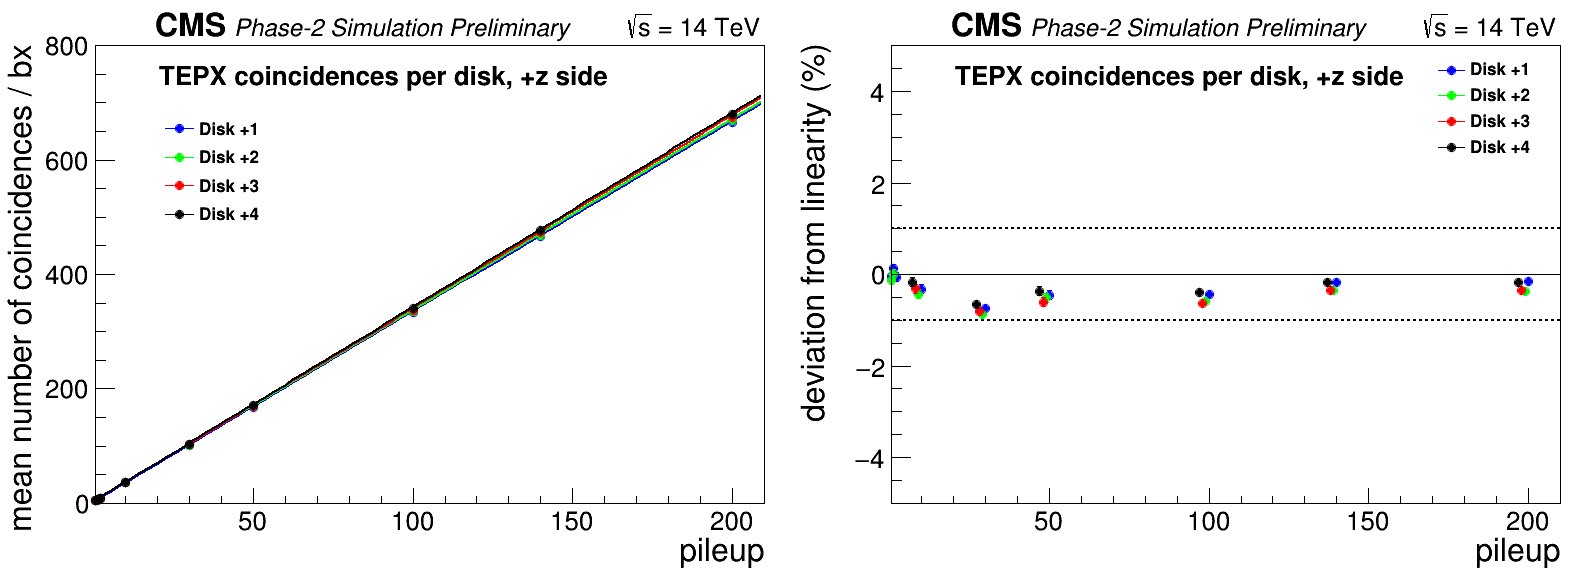 CMS Phase-2 Simulation Preliminary √s = 14 TeV
TEPX coincidences per disk, +z side
Disk +1
Disk +2
Disk +3
Disk +4
mean number of coincidences / bx
800
600
400
200
0
50 100 150 200
pileup
CMS Phase-2 Simulation Preliminary √s = 14 TeV
TEPX coincidences per disk, +z side
Disk +1
Disk +2
Disk +3
Disk +4
deviation from linearity (%)
4
2
0
−2
−4
50 100 150 200
pileup